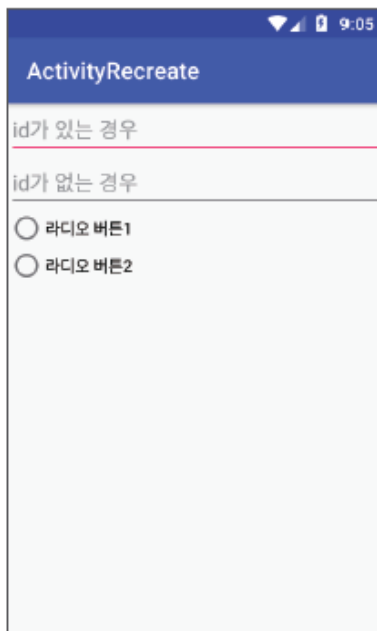 9:05
ActivityRecreate
id가 있는 경우
id가 없는 경우
라디오 버튼1
라디오 버튼2